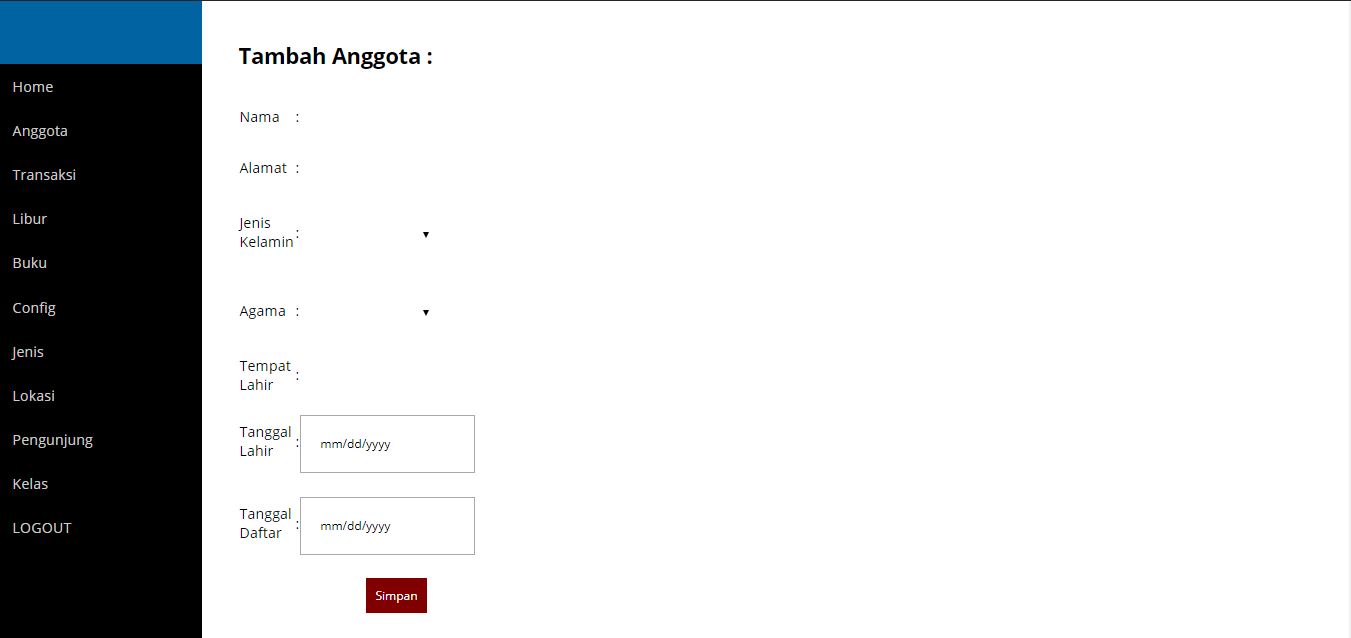 Home
Anggota
Transaksi
Libur
Buku
Config
Jenis
Lokasi
Pengunjung
Kelas
LOGOUT
Tambah Anggota :
Nama :
Alamat :
Jenis
Kelamin :
Agama :
Tempat
Lahir :
Tanggal
Lahir : mm/dd/yyyy
Tanggal
Daftar : mm/dd/yyyy
Simpan